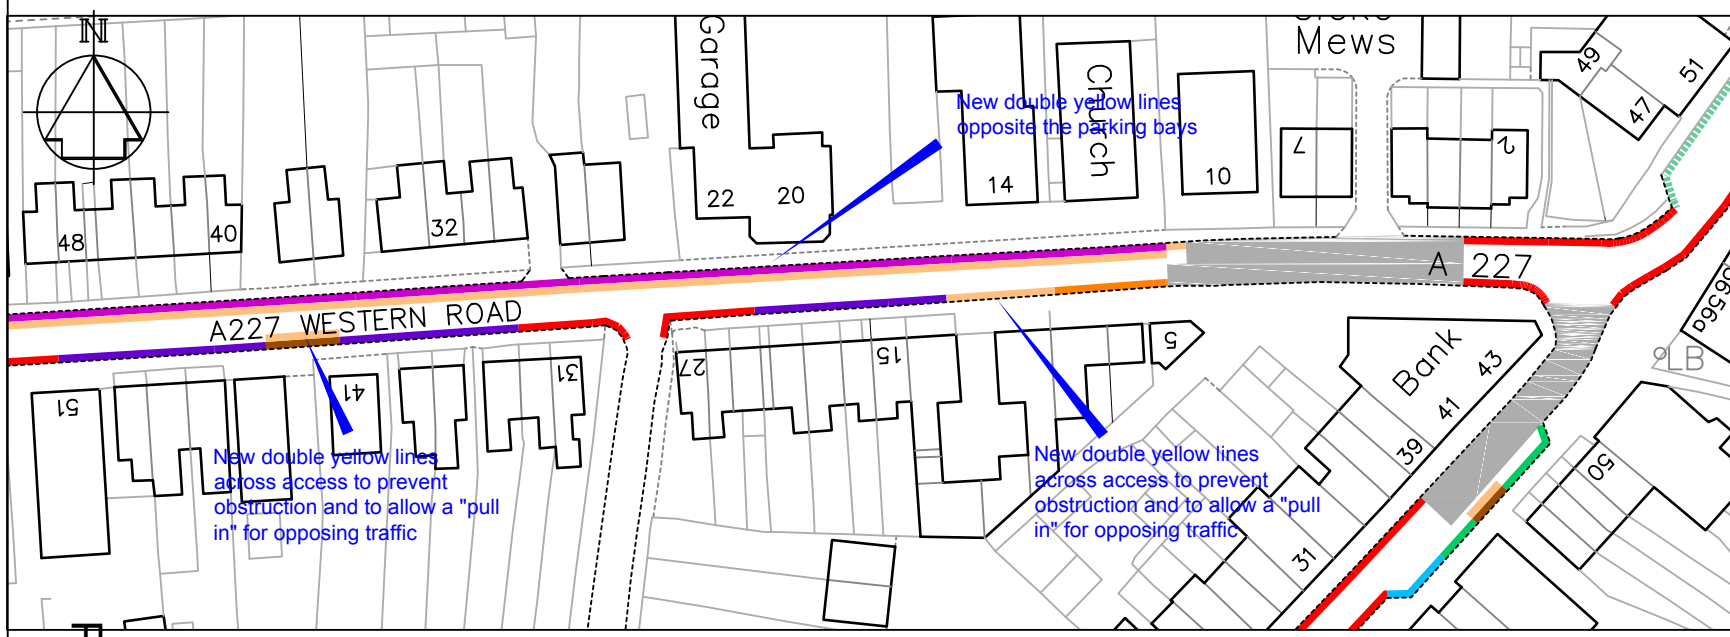 N
Garage
Mews
Church
49
51
47
New double yellow lines
opposite the parking bays
7
2
48
40
32
22
20
14
10
A 227
A227 WESTERN ROAD
56a
LB
51
41
31
27
15
5
Bank
43
41
39
31
50
New double yellow lines
across access to prevent
obstruction and to allow a "pull
in" for opposing traffic
New double yellow lines
across access to prevent
obstruction and to allow a "pull
in" for opposing traffic